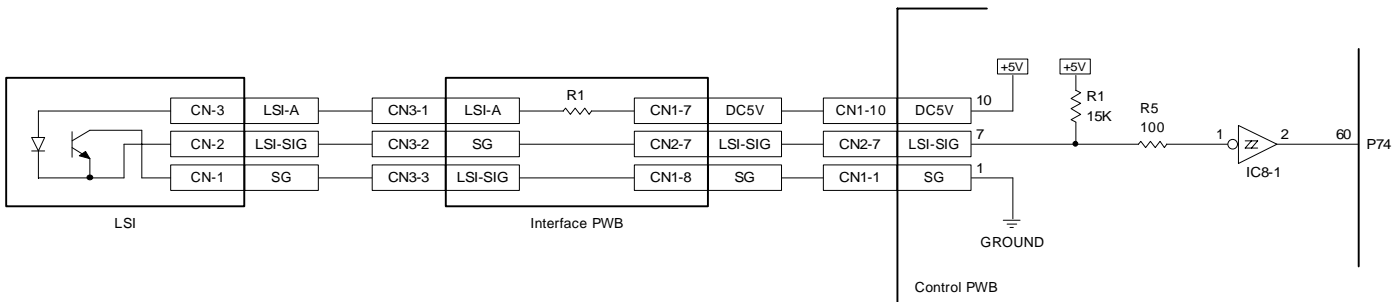 +5V +5V
CN-3 LSI-A CN3-1 LSI-A R1 CN1-7 DC5V CN1-10 DC5V 10
R1
15K
R5
100
CN-2 LSI-SIG CN3-2 SG CN2-7 LSI-SIG CN2-7 LSI-SIG 7 1 2 60 P74
IC8-1
CN-1 SG CN3-3 LSI-SIG CN1-8 SG CN1-1 SG 1
LSI
Interface PWB
GROUND
Control PWB